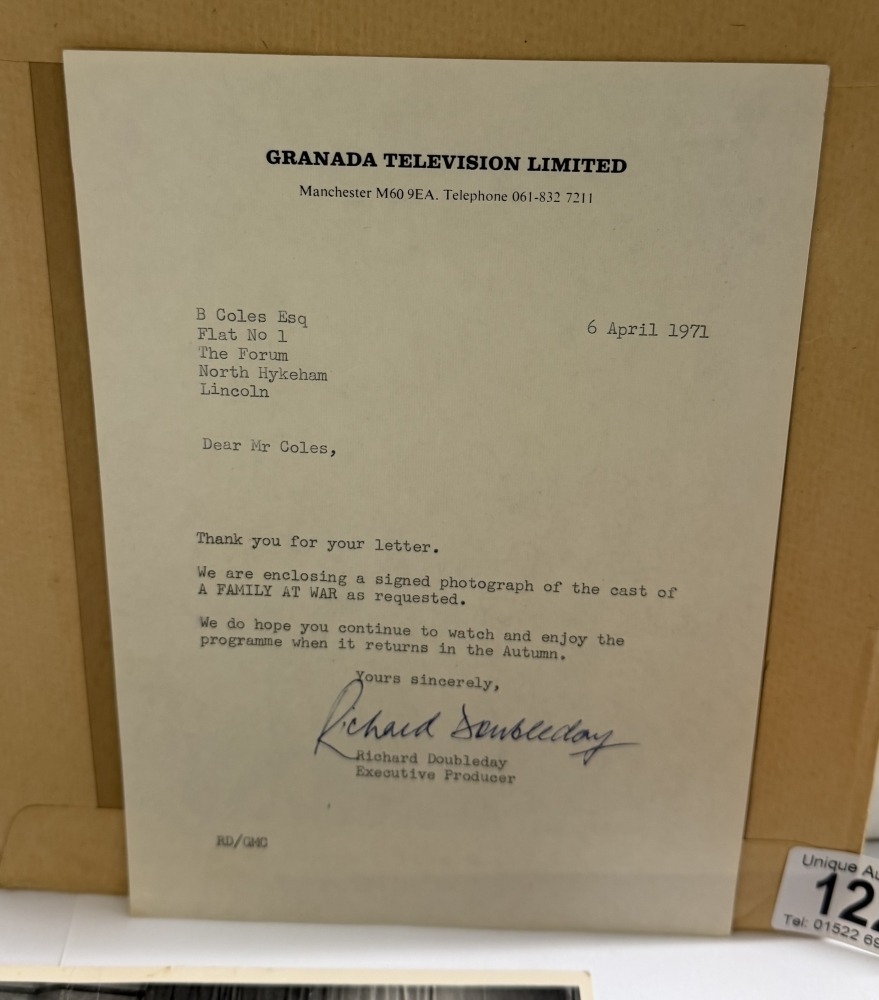 GRANADA TELEVISION LIMITED
Manchester M60 9EA. Telephone 061-832 7211
B Coles Esq
Flat No 1
The Forum
North Hykeham
Lincoln
6 April 1971
Dear Mr Coles,
Thank you for your letter.
We are enclosing a signed photograph of the cast of
A FAMILY AT WAR as requested.
We do hope you continue to watch and enjoy the
programme when it returns in the Autumn.
Yours sincerely,
Richard Doubleday
Richard Doubleday
Executive Producer
RD/GMC
Unique
Tel: 01522